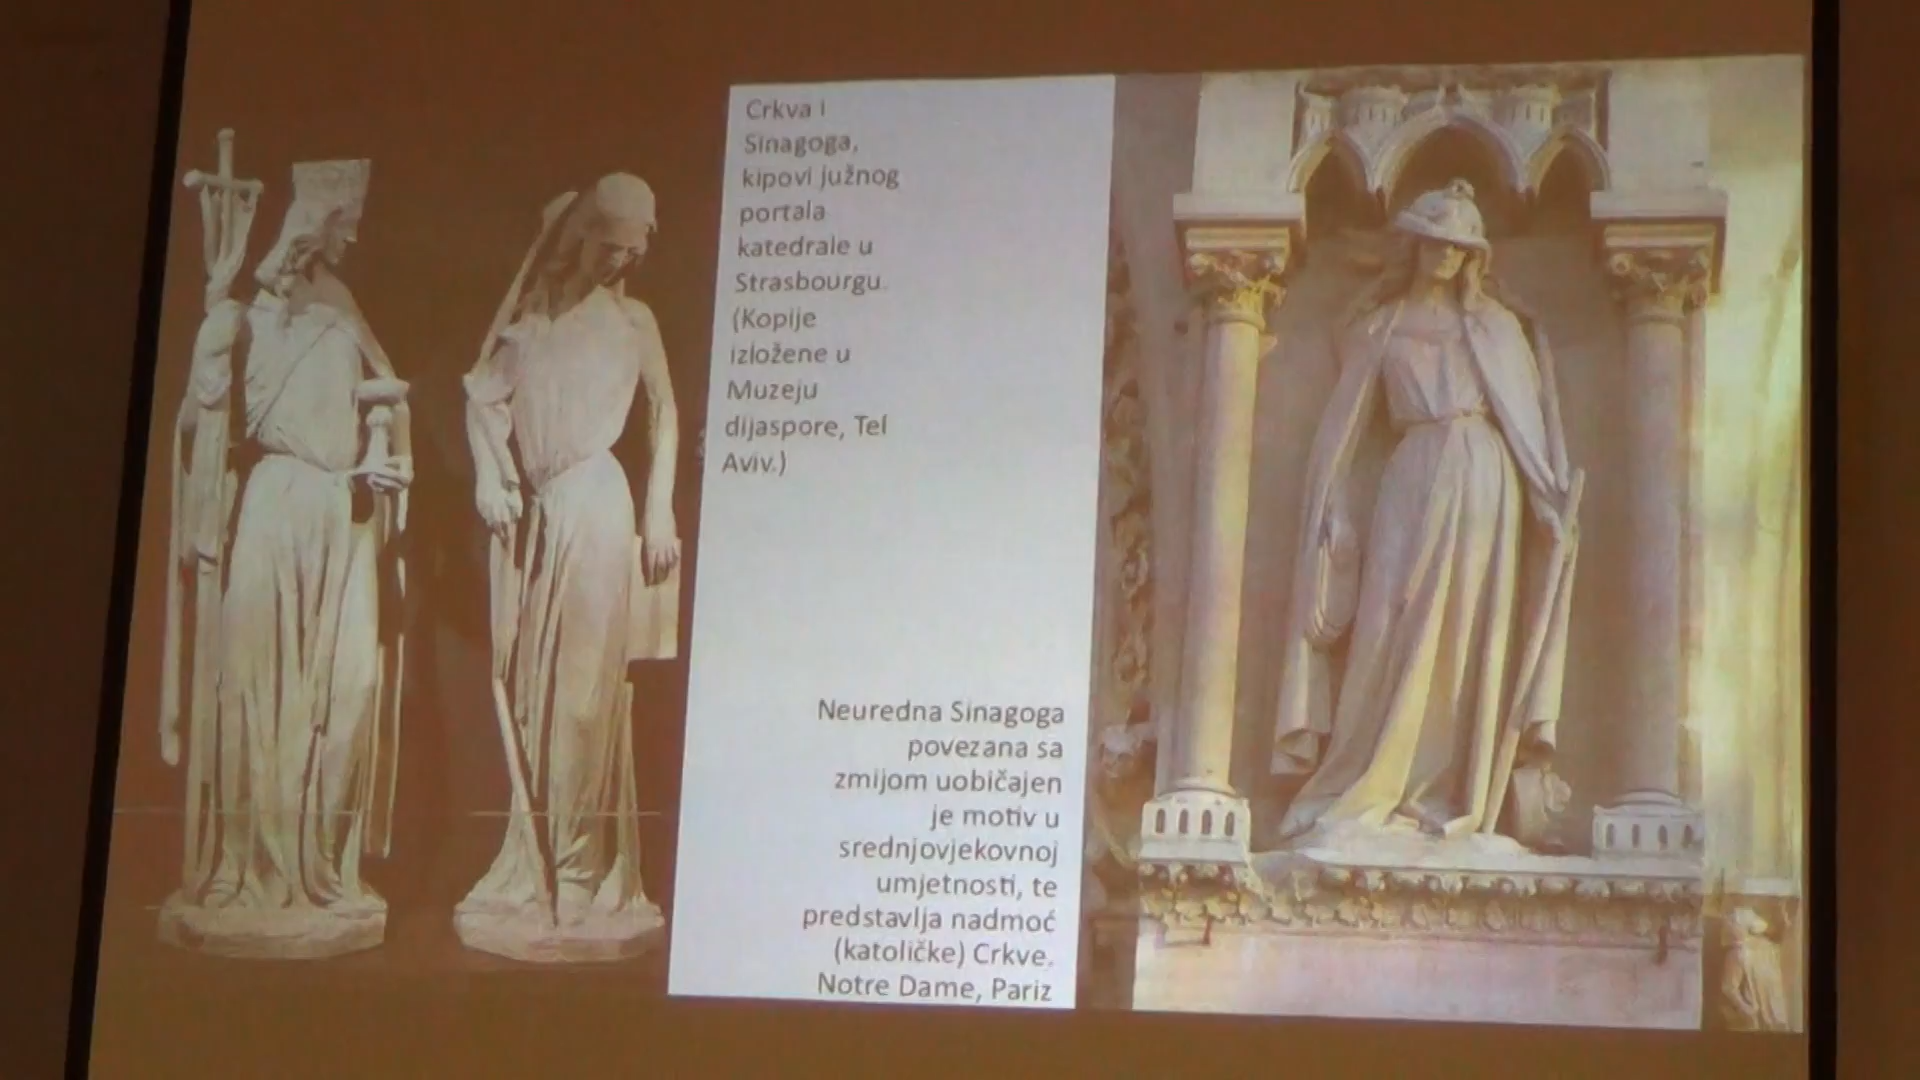 Crkva i
Sinagoga,
kipovi južnog
portala
katedrale u
Strasbourgu.
(Kopije
izložene u
Muzeju
dijaspore, Tel
Aviv.)
Neuredna Sinagoga
povezana sa
zmijom uobičajen
je motiv u
srednjovjekovnoj
umjetnosti, te
predstavlja nadmoć
(katoličke) Crkve.
Notre Dame, Pariz